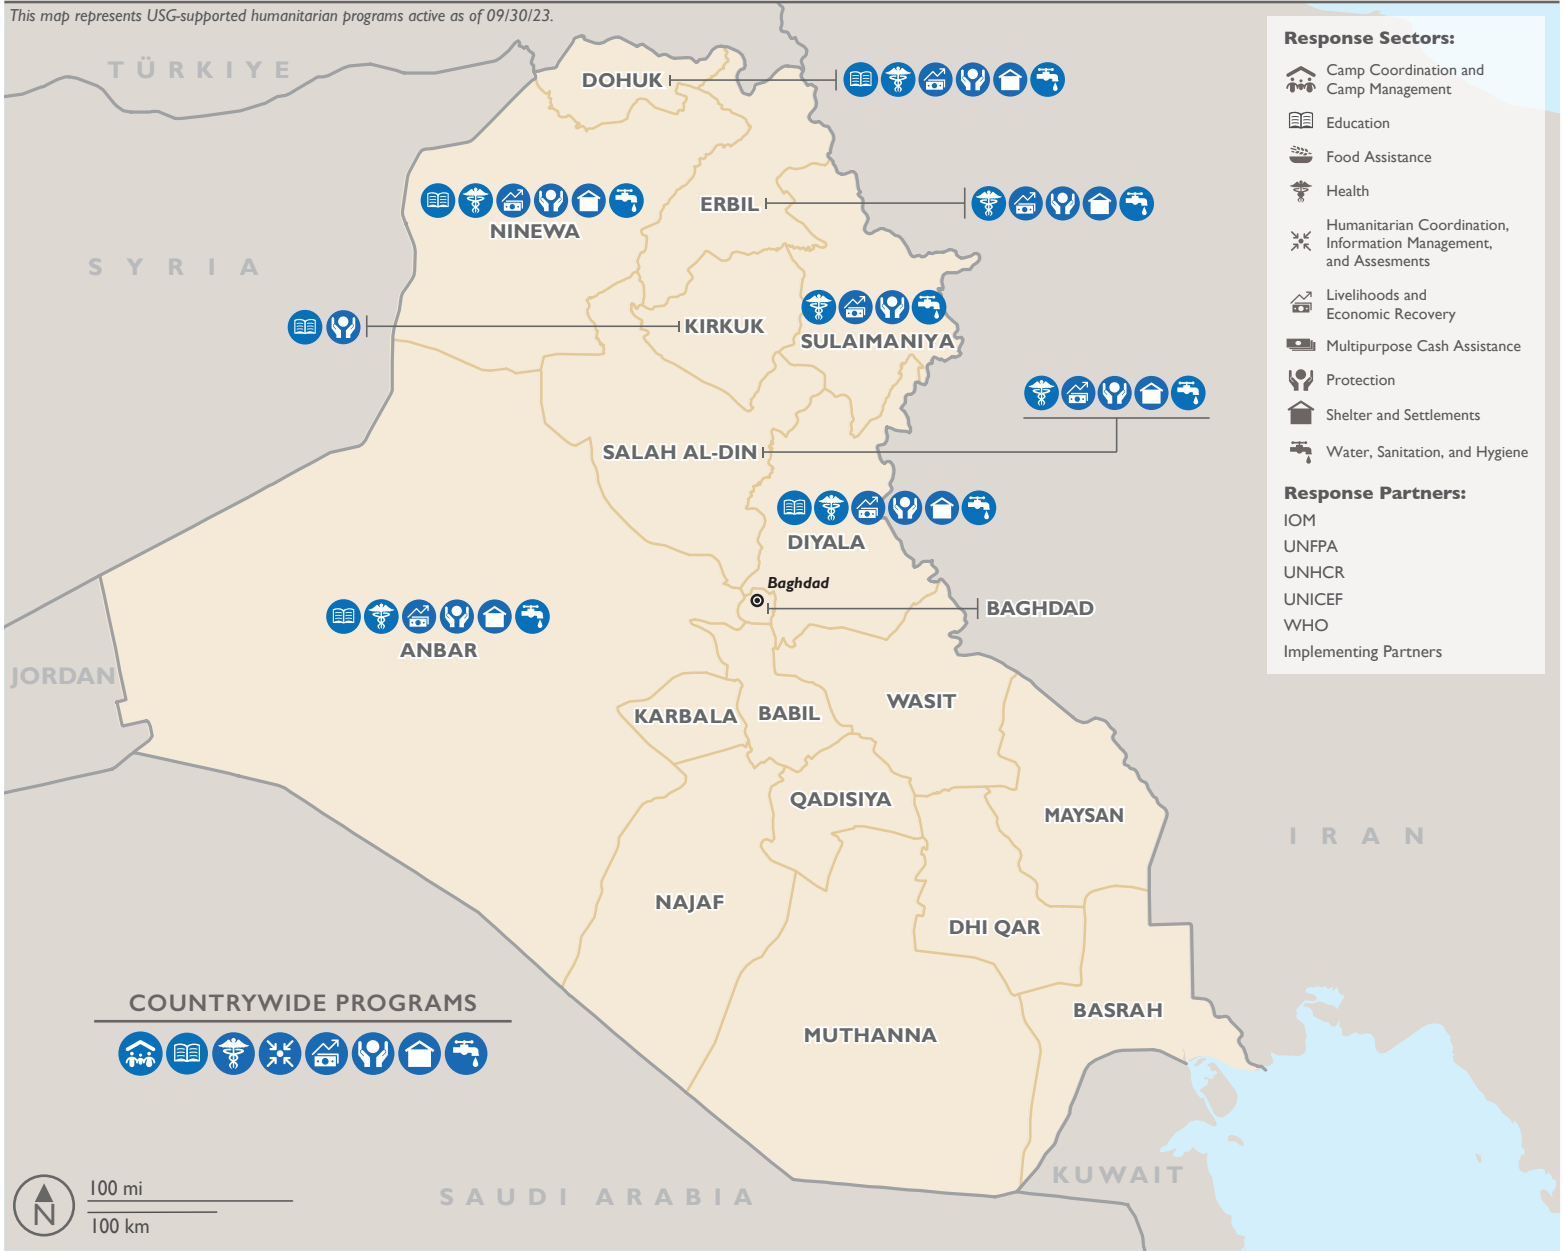 This map represents USG-supported humanitarian programs active as of 09/30/23.
TÜRKIYE
DOHUK
ERBIL
NINEWA
SYRIA
KIRKUK
SULAIMANIYA
SALAH AL-DIN
DIYALA
Baghdad
BAGHDAD
ANBAR
JORDAN
KARBALA
BABIL
WASIT
QADISIYA
MAYSAN
IRAN
NAJAF
DHI QAR
BASRAH
MUTHANNA
COUNTRYWIDE PROGRAMS
KUWAIT
SAUDI ARABIA
N
100 mi
100 km
Response Sectors:
Camp Coordination and
Camp Management
Education
Food Assistance
Health
Humanitarian Coordination,
Information Management,
and Assesments
Livelihoods and
Economic Recovery
Multipurpose Cash Assistance
Protection
Shelter and Settlements
Water, Sanitation, and Hygiene
Response Partners:
IOM
UNFPA
UNHCR
UNICEF
WHO
Implementing Partners